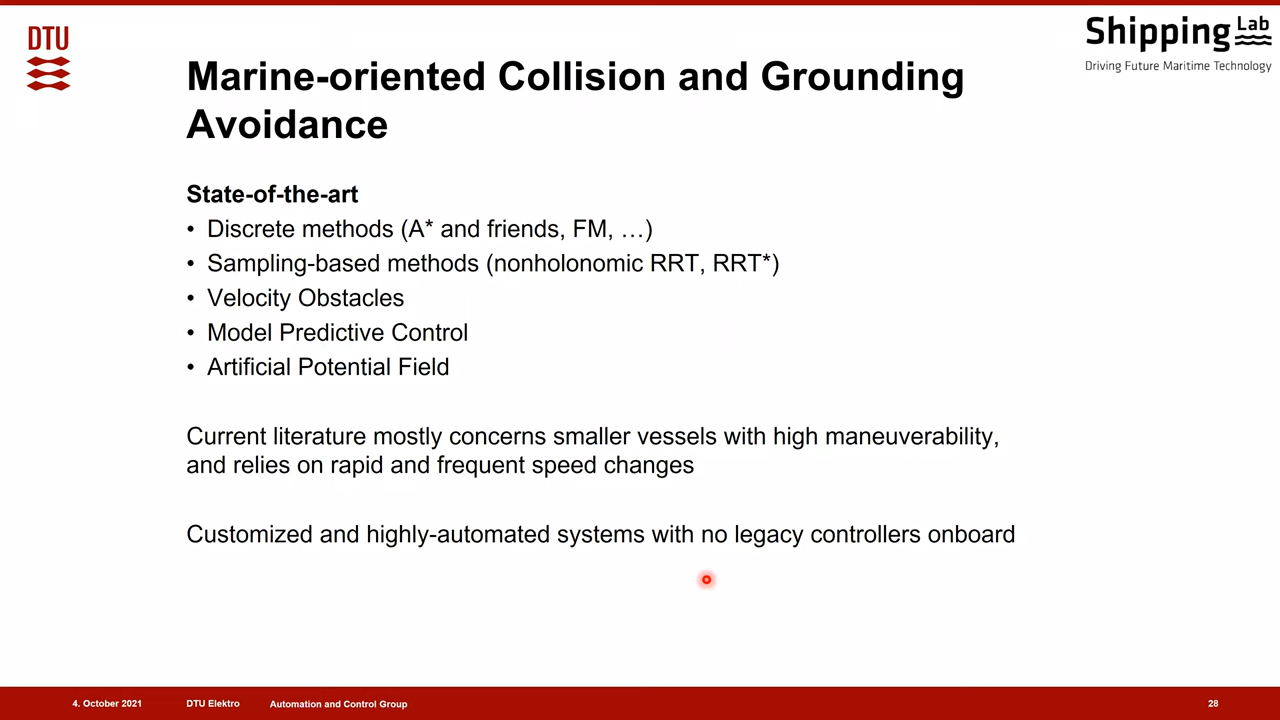 DTU
Shipping Lab
Driving Future Maritime Technology
Marine-oriented Collision and Grounding
Avoidance
State-of-the-art
• Discrete methods (A* and friends, FM, …)
• Sampling-based methods (nonholonomic RRT, RRT*)
• Velocity Obstacles
• Model Predictive Control
• Artificial Potential Field
Current literature mostly concerns smaller vessels with high maneuverability,
and relies on rapid and frequent speed changes
Customized and highly-automated systems with no legacy controllers onboard
4. October 2021 DTU Elektro Automation and Control Group 28